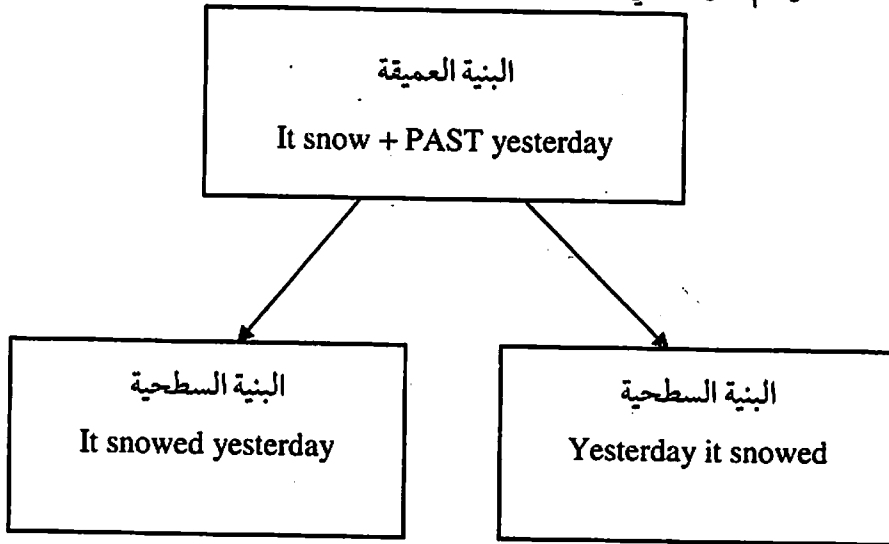 البنية العميقة
It snow + PAST yesterday
البنية السطحية
It snowed yesterday
البنية السطحية
Yesterday it snowed